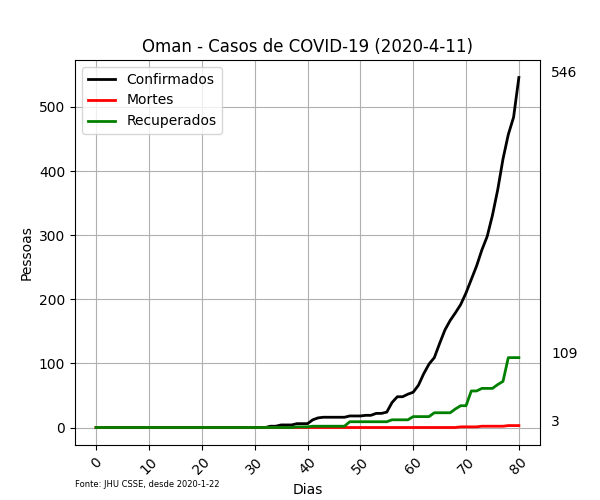 Oman - Casos de COVID-19 (2020-4-11)
Confirmados
Mortes
Recuperados
546
109
3
Pessoas
500
400
300
200
100
0
0 10 20 30 40 50 60 70 80
Dias
Fonte: JHU CSSE, desde 2020-1-22